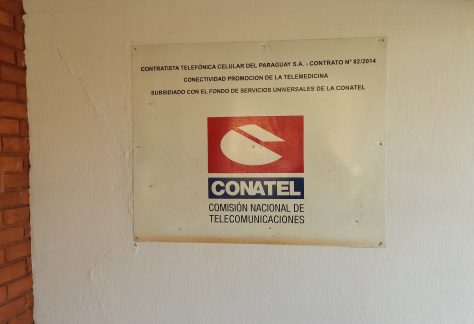 CONTRATISTA TELEFÓNICA CELULAR DEL PARAGUAY S.A. - CONTRATO N° 82/2014
CONECTIVIDAD PROMOCION DE LA TELEMEDICINA
SUBSIDIADO CON EL FONDO DE SERVICIOS UNIVERSALES DE LA CONATEL
CONATEL
COMISIÓN NACIONAL DE
TELECOMUNICACIONES